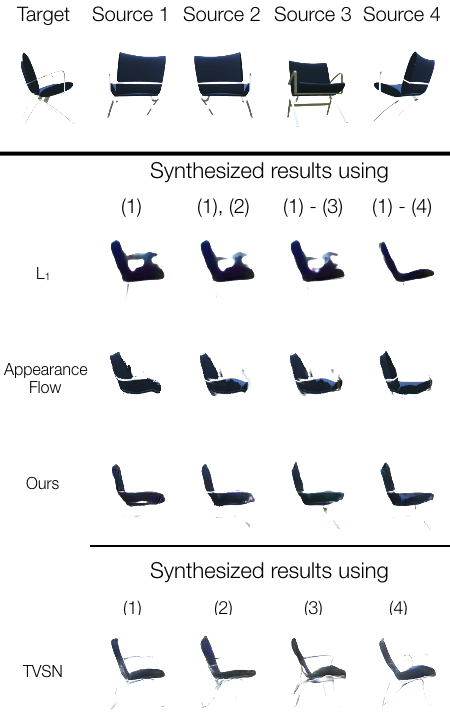 Target Source 1 Source 2 Source 3 Source 4
Synthesized results using
(1) (1), (2) (1) - (3) (1) - (4)
L₁
Appearance
Flow
Ours
Synthesized results using
(1) (2) (3) (4)
TVSN